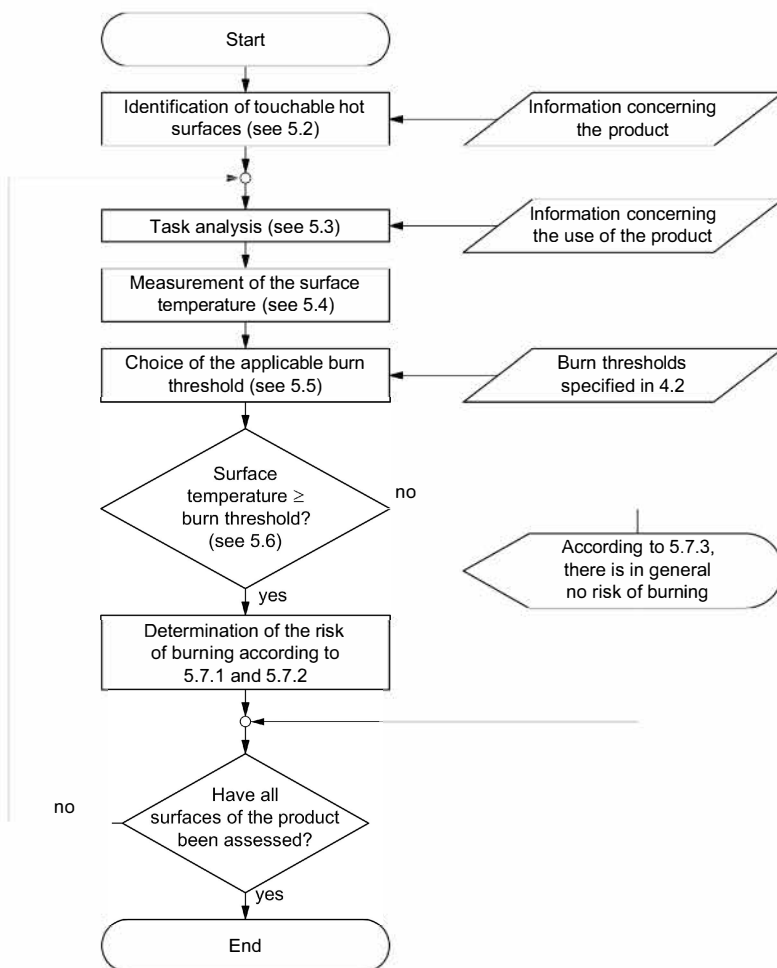 Start
Identification of touchable hot
surfaces (see 5.2)
Information concerning
the product
Task analysis (see 5.3)
Information concerning
the use of the product
Measurement of the surface
temperature (see 5.4)
Choice of the applicable burn
threshold (see 5.5)
Burn thresholds
specified in 4.2
Surface
temperature ≥
burn threshold?
(see 5.6)
no
yes
According to 5.7.3,
there is in general
no risk of burning
Determination of the risk
of burning according to
5.7.1 and 5.7.2
Have all
surfaces of the product
been assessed?
no
yes
End